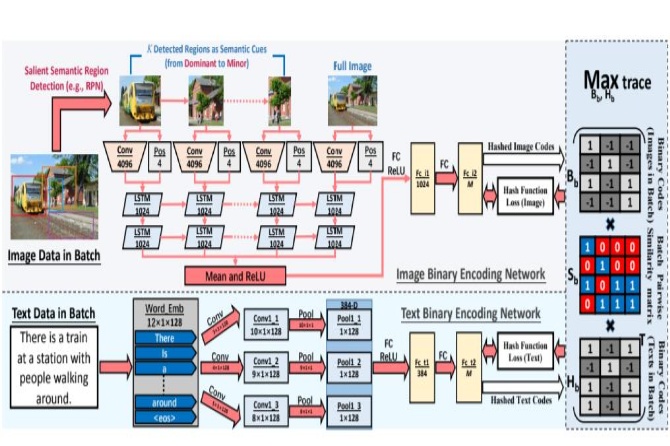 K Detected Regions as Semantic Cues
(from Dominant to Minor)
Full Image
Salient Semantic Region
Detection (e.g., RPN)
Max trace
B_b, H_b
Conv
4096
Pos
4
Conv
4096
Pos
4
Conv
4096
Pos
4
Conv
4096
Pos
4
FC
ReLU
Fc_i1
1024
FC
Fc_i2
M
Hashed Image Codes
Hash Function
Loss (Image)
LSTM
1024
LSTM
1024
LSTM
1024
LSTM
1024
LSTM
1024
LSTM
1024
LSTM
1024
LSTM
1024
Image Data in Batch
Mean and ReLU
Image Binary Encoding Network
B_b
1 -1 -1
-1 1 -1
1 -1 1
-1 -1 1
Binary Codes
(Images in Batch)
×
S_b
1 0 0 0
0 1 0 0
0 0 1 1
0 1 1 1
Batch Pairwise
Similarity matrix
×
H_b
1 -1 1
-1 1 -1
1 -1 1
1 -1 1
T
Binary Codes
(Texts in Batch)
Text Data in Batch
There is a train
at a station with
people walking
around.
Word_Emb
12×1×128
There
Is
a
around
<eos>
Conv
Conv
Conv
Conv1_1
10×1×128
Conv1_2
9×1×128
Conv1_3
8×1×128
Pool
Pool
Pool
384-D
Pool1_1
1×128
Pool1_2
1×128
Pool1_3
1×128
Text Binary Encoding Network
FC
ReLU
Fc_t1
384
FC
Fc_t2
M
Hash Function
Loss (Text)
Hashed Text Codes